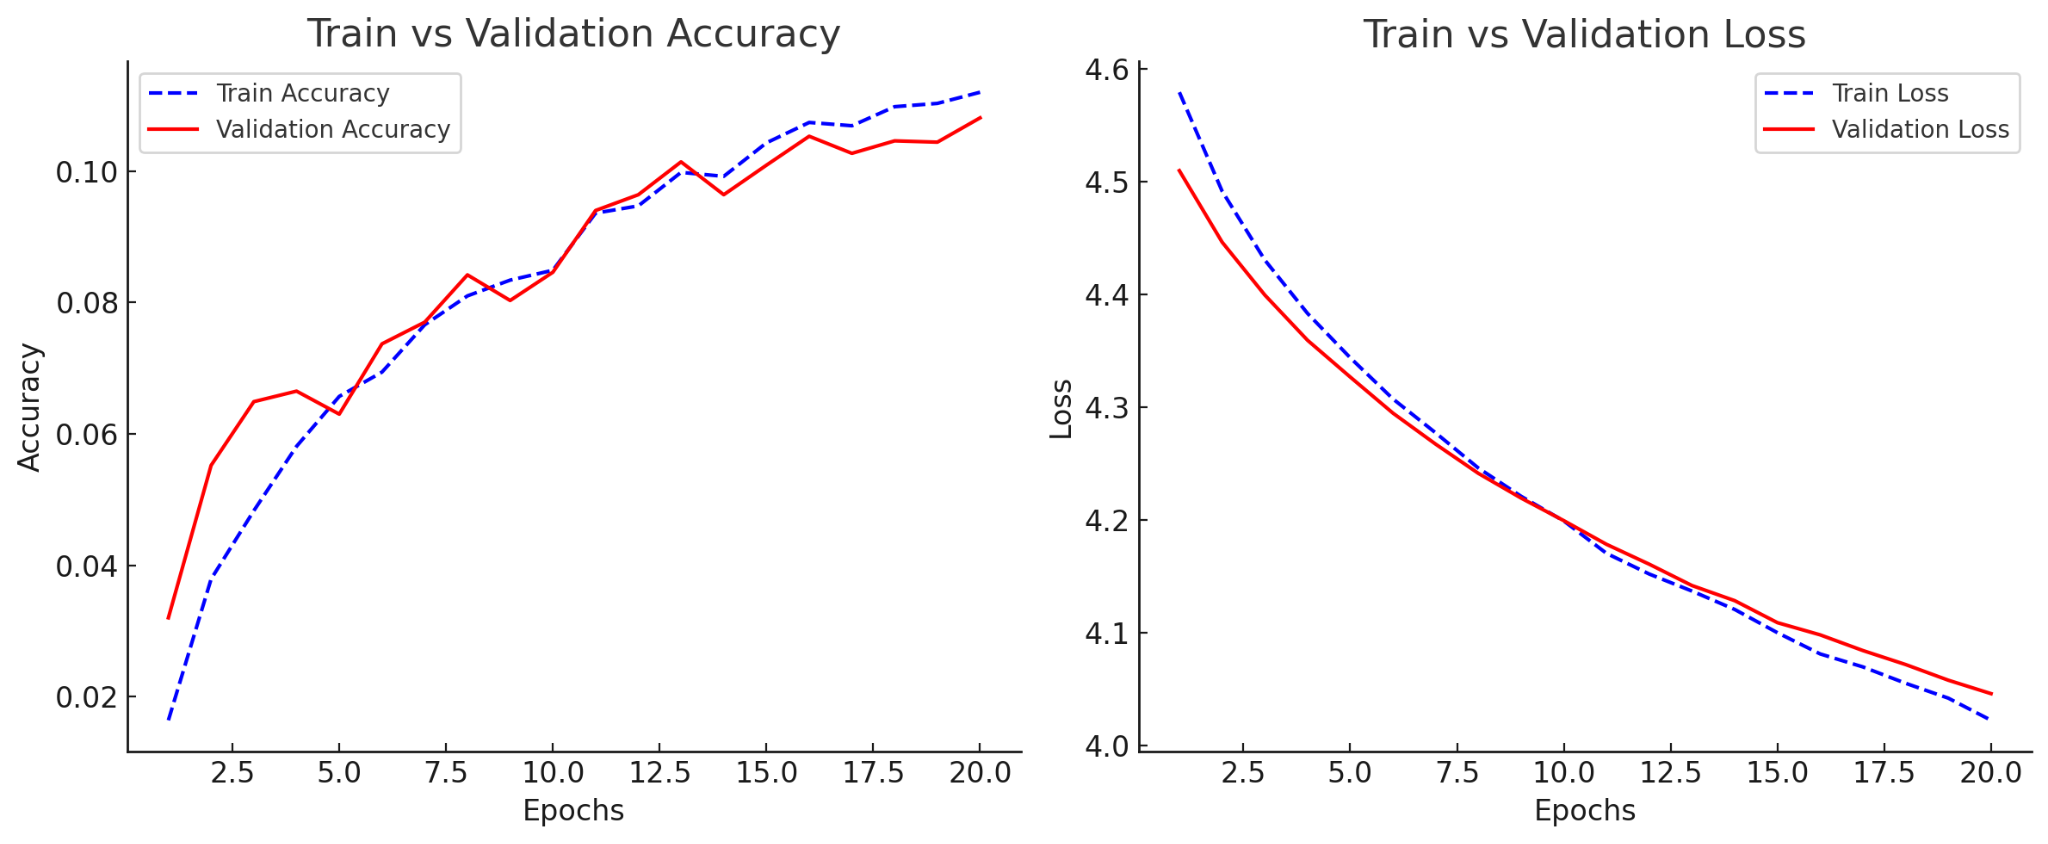 Train vs Validation Accuracy
Train Accuracy
Validation Accuracy
0.10
0.08
0.06
0.04
0.02
Accuracy
2.5 5.0 7.5 10.0 12.5 15.0 17.5 20.0
Epochs
Train vs Validation Loss
Train Loss
Validation Loss
4.6
4.5
4.4
4.3
4.2
4.1
4.0
Loss
2.5 5.0 7.5 10.0 12.5 15.0 17.5 20.0
Epochs